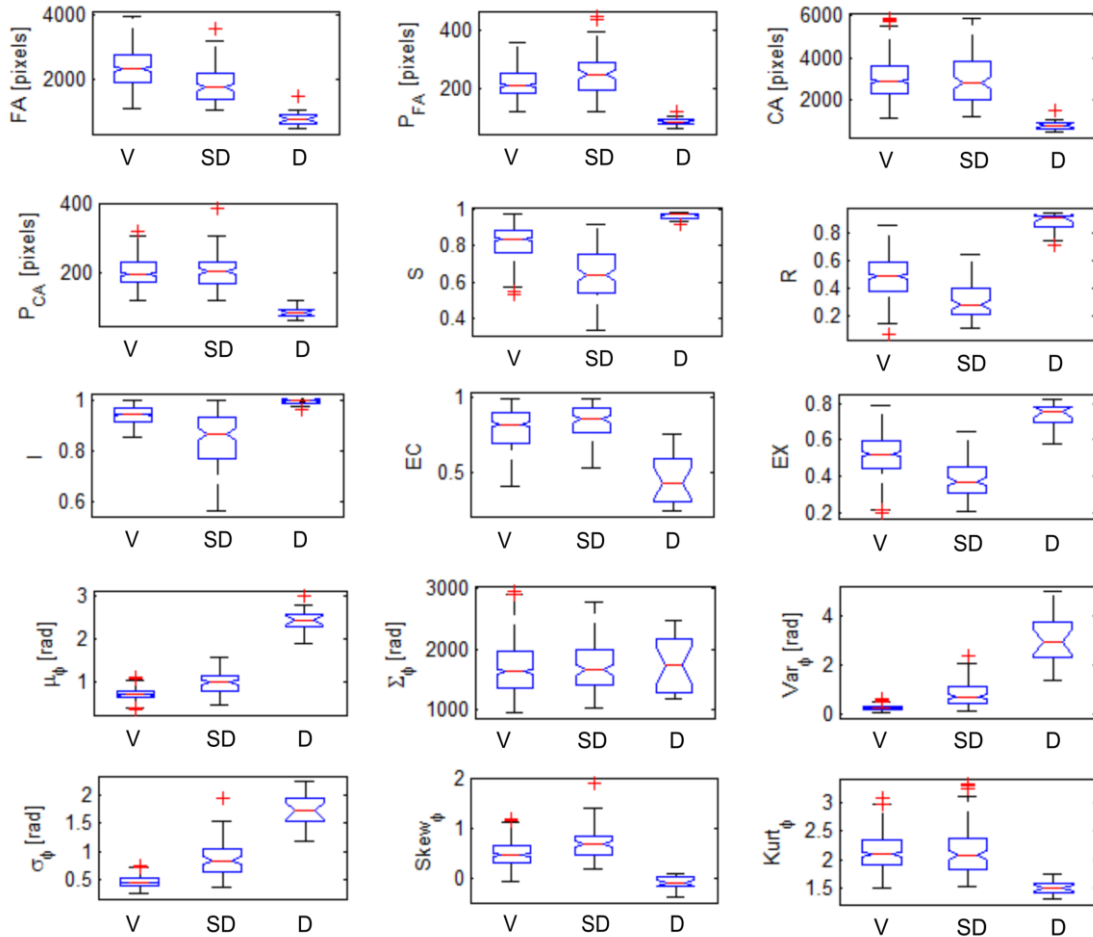 FA [pixels]
4000
2000
V SD D
P_FA [pixels]
400
200
V SD D
CA [pixels]
6000
4000
2000
V SD D
P_CA [pixels]
400
200
V SD D
S
1
0.8
0.6
0.4
V SD D
R
0.8
0.6
0.4
0.2
V SD D
I
1
0.8
0.6
V SD D
EC
1
0.5
V SD D
EX
0.8
0.6
0.4
0.2
V SD D
μ_ϕ [rad]
3
2
1
V SD D
Σ_ϕ [rad]
3000
2000
1000
V SD D
Var_ϕ [rad]
4
2
0
V SD D
σ_ϕ [rad]
2
1.5
1
0.5
V SD D
Skew_ϕ
2
1
0
V SD D
Kurt_ϕ
3
2.5
2
1.5
V SD D